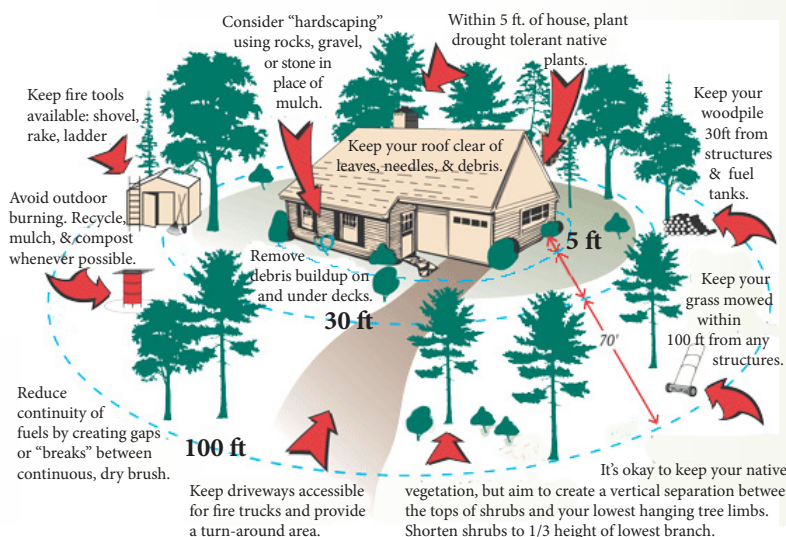 Consider “hardscaping”
using rocks, gravel,
or stone in
place of
mulch.
Within 5 ft. of house, plant
drought tolerant native
plants.
Keep fire tools
available: shovel,
rake, ladder
Keep your
woodpile
30ft from
structures
& fuel
tanks.
Keep your roof clear of
leaves, needles, & debris.
Avoid outdoor
burning. Recycle,
mulch, & compost
whenever possible.
5 ft
Remove
debris buildup on
and under decks.
30 ft
Keep your
grass mowed
within
100 ft from any
structures.
70'
Reduce
continuity of
fuels by creating gaps
or “breaks” between
continuous, dry brush.
100 ft
Keep driveways accessible
for fire trucks and provide
a turn-around area.
It's okay to keep your native
vegetation, but aim to create a vertical separation between
the tops of shrubs and your lowest hanging tree limbs.
Shorten shrubs to 1/3 height of lowest branch.